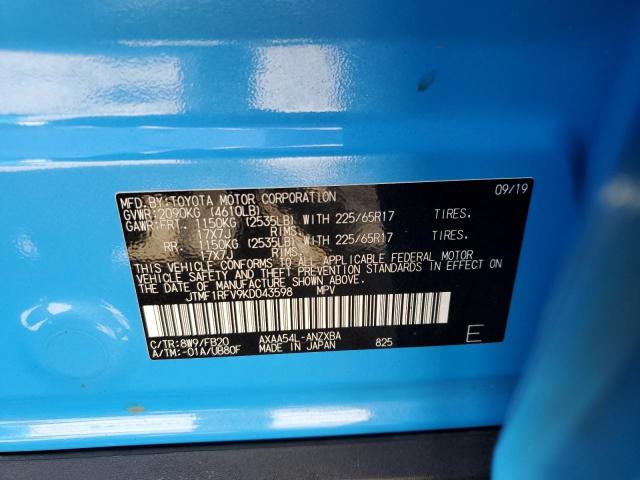 MFD.BY:TOYOTA MOTOR CORPORATION 09/19
GVWR:2090KG (4610LB)
GAWR:FRT. 1150KG (2535LB) WITH 225/65R17 TIRES.
17X7J RIMS
RR. 1150KG (2535LB) WITH 225/65R17 TIRES.
17X7J RIMS
THIS VEHICLE CONFORMS TO ALL APPLICABLE FEDERAL MOTOR
VEHICLE SAFETY AND THEFT PREVENTION STANDARDS IN EFFECT ON
THE DATE OF MANUFACTURE SHOWN ABOVE.
JTMF1RFV9KD043598 MPV
C/TR:8W9/FB20 AXAA54L-ANZXBA
A/TM:-01A/UB80F MADE IN JAPAN 825 E